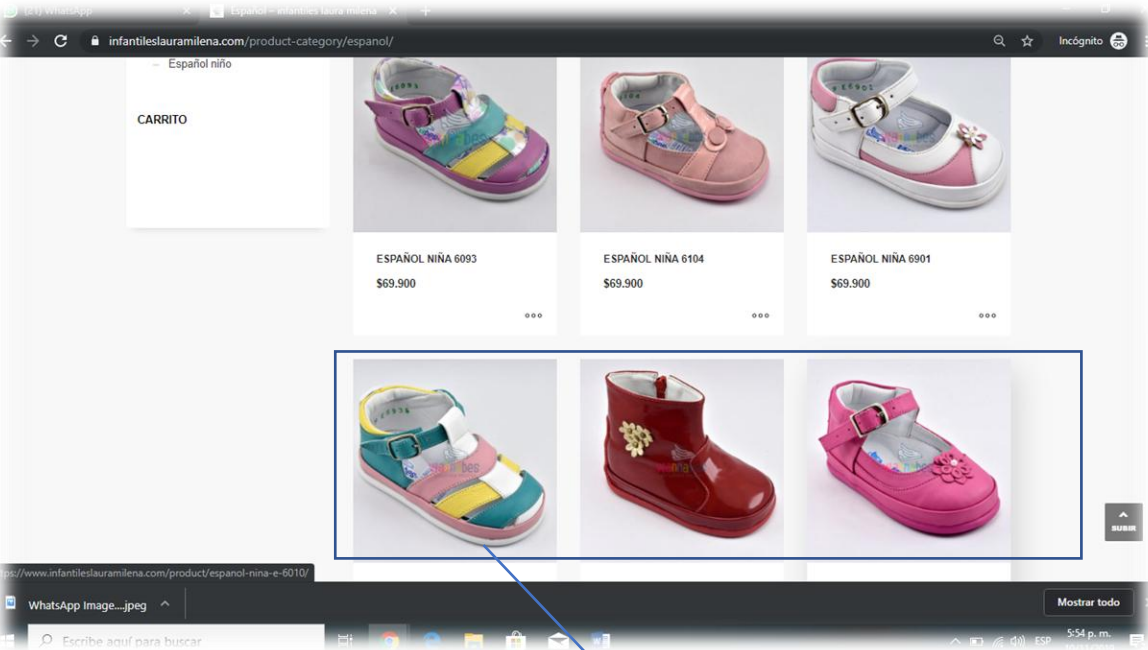 (21) WhatsApp
Español – infantiles laura milena
infantileslauramilena.com/product-category/espanol/
Incógnito
– Español niño
CARRITO
ESPAÑOL NIÑA 6093
$69.900
ESPAÑOL NIÑA 6104
$69.900
ESPAÑOL NIÑA 6901
$69.900
SUBIR
ps://www.infantileslauramilena.com/product/espanol-nina-e-6010/
WhatsApp Image....jpeg
Mostrar todo
Escribe aquí para buscar
ESP
5:54 p. m.